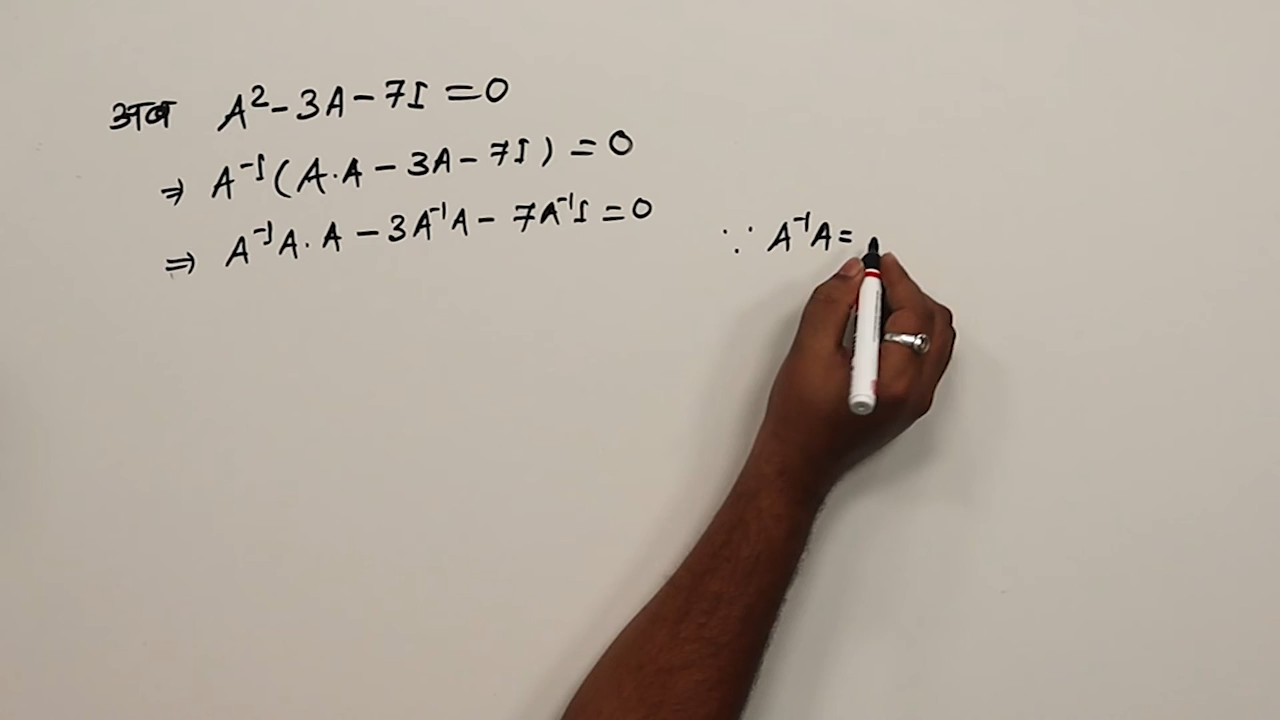 अब A² - 3A - 7I = 0
⇒ A⁻¹(A·A - 3A - 7I) = 0
⇒ A⁻¹A·A - 3A⁻¹A - 7A⁻¹I = 0
∵ A⁻¹A =